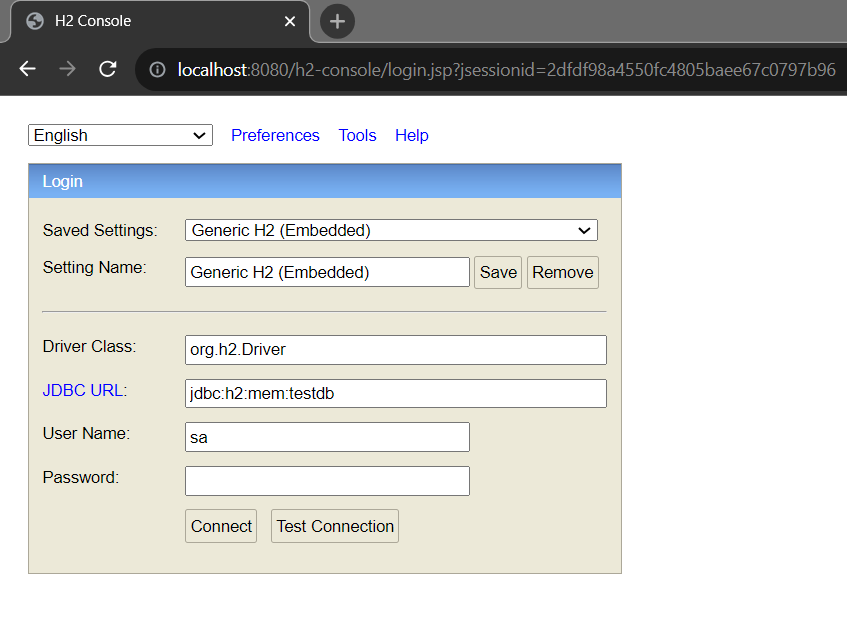 H2 Console
localhost:8080/h2-console/login.jsp?jsessionid=2dfdf98a4550fc4805baee67c0797b96
English Preferences Tools Help
Login
Saved Settings: Generic H2 (Embedded)
Setting Name: Generic H2 (Embedded) Save Remove
Driver Class: org.h2.Driver
JDBC URL: jdbc:h2:mem:testdb
User Name: sa
Password:
Connect Test Connection